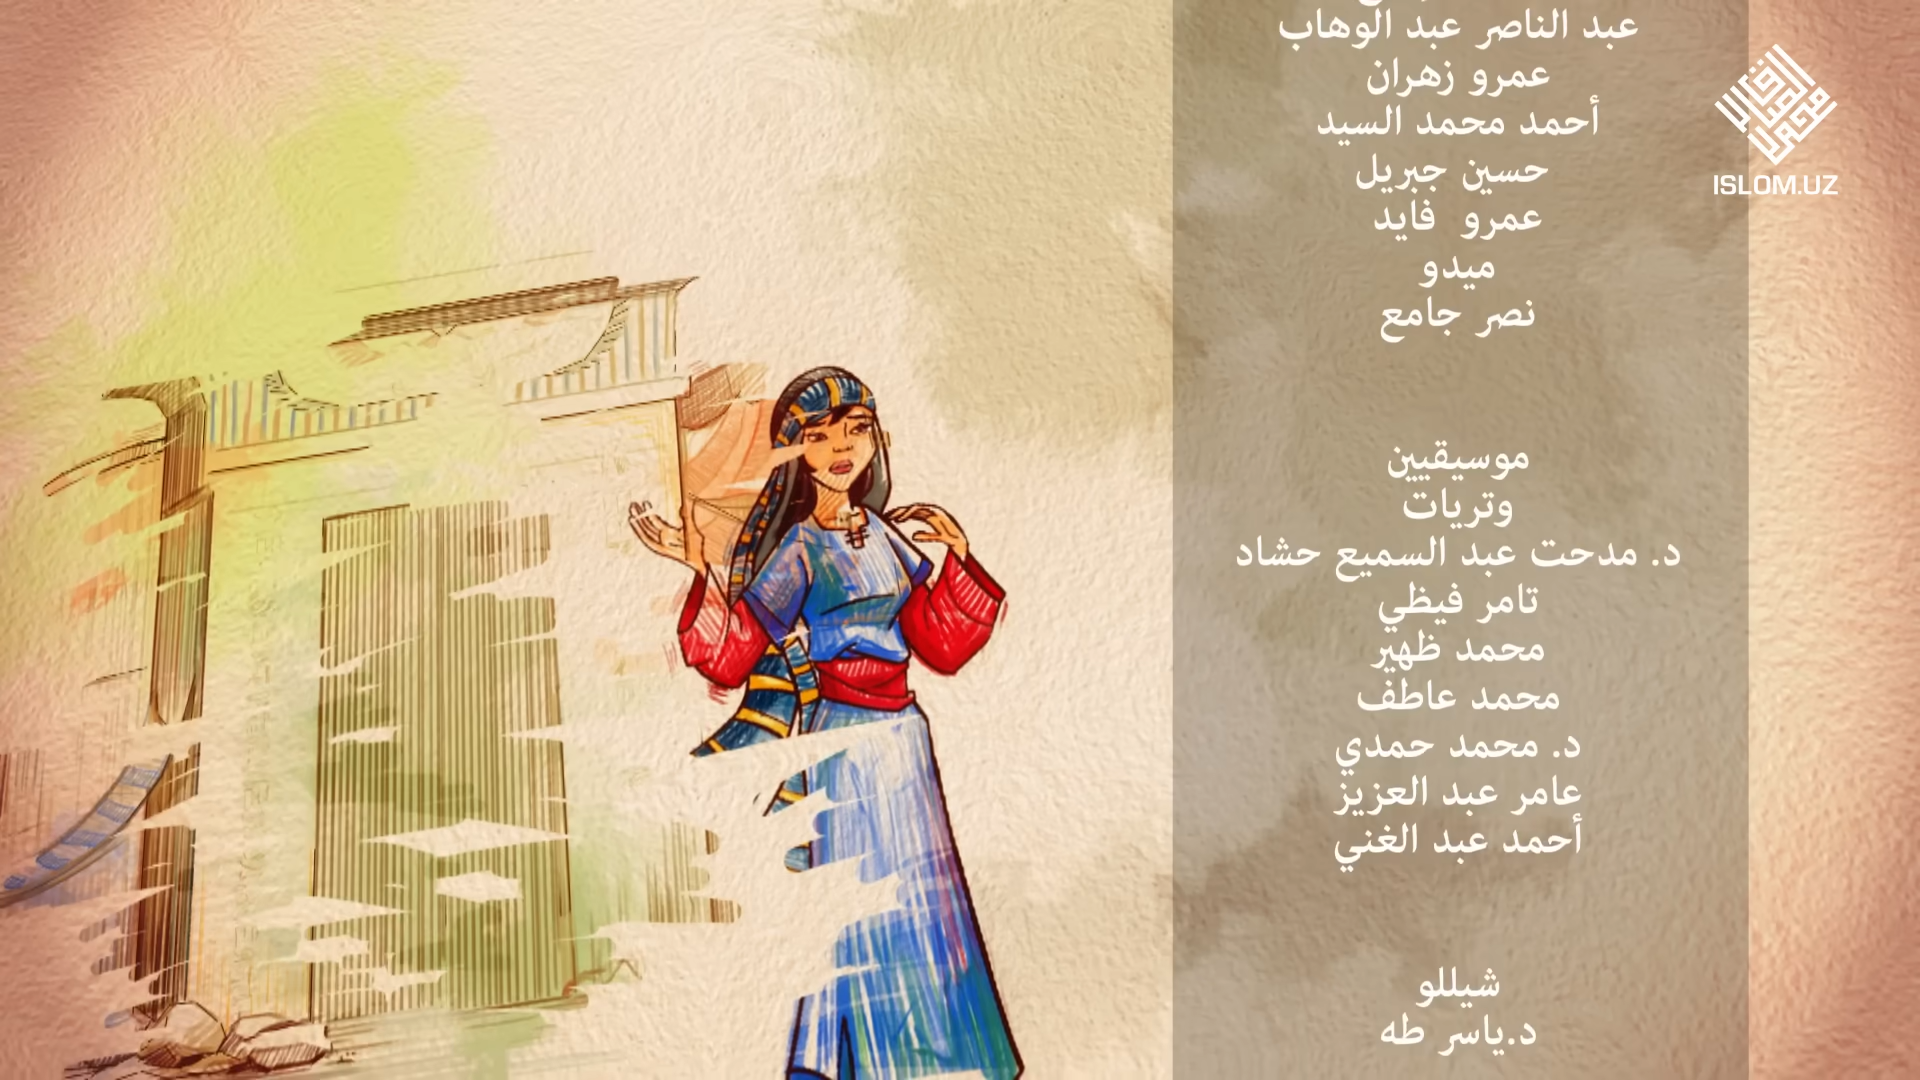 عبد الناصر عبد الوهاب
عمرو زهران
أحمد محمد السيد
حسين جبريل
عمرو فايد
ميدو
نصر جامع
موسيقيين
وتريات
د. مدحت عبد السميع حشاد
تامر فيظي
محمد ظهير
محمد عاطف
د. محمد حمدي
عامر عبد العزيز
أحمد عبد الغني
شيللو
د.ياسر طه
ISLOM.UZ